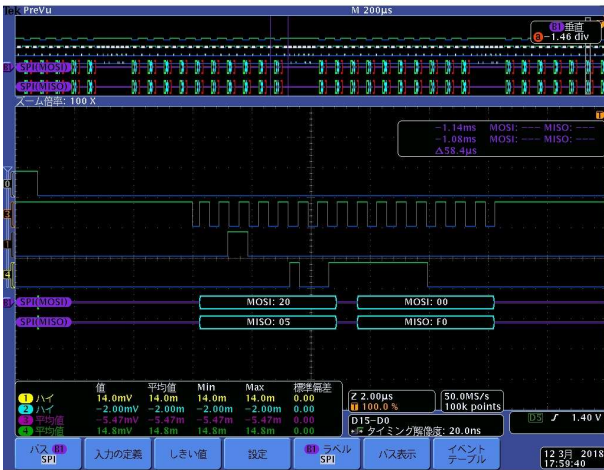 Tek PreVu
M 200μs
B1 垂直
a -1.46 div
SPI(MOSI)
SPI(MISO)
ズーム倍率: 100 X
-1.14ms MOSI: --- MISO: ---
-1.08ms MOSI: --- MISO: ---
Δ58.4μs
0
3
1
4
SPI(MOSI) MOSI: 20 MOSI: 00
SPI(MISO) MISO: 05 MISO: F0
値 平均値 Min Max 標準偏差
1 ハイ 14.0mV 14.0m 14.0m 14.0m 0.00
2 ハイ -2.00mV -2.00m -2.00m -2.00m 0.00
3 平均値 -5.47mV -5.47m -5.47m -5.47m 0.00
4 平均値 14.8mV 14.8m 14.8m 14.8m 0.00
Z 2.00μs
100.0 %
50.0MS/s
100k points
D15-D0
タイミング解像度: 20.0ns
D5 1.40 V
バス B1
SPI
入力の定義
しきい値
設定
B1 ラベル
SPI
バス表示
イベント
テーブル
12 3月 2018
17:59:40